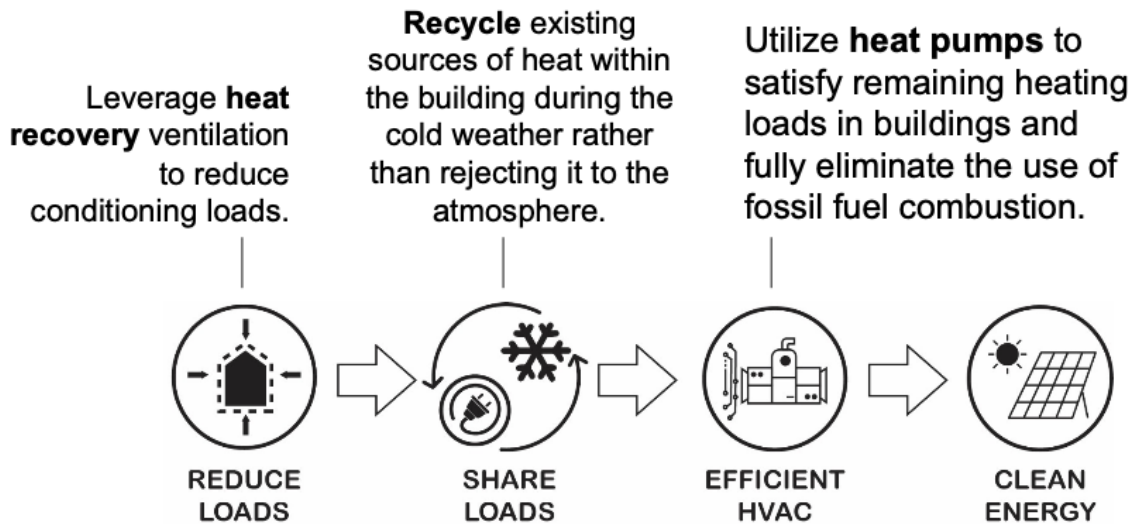 Leverage heat
recovery ventilation
to reduce
conditioning loads.
Recycle existing
sources of heat within
the building during the
cold weather rather
than rejecting it to the
atmosphere.
Utilize heat pumps to
satisfy remaining heating
loads in buildings and
fully eliminate the use of
fossil fuel combustion.
REDUCE
LOADS
SHARE
LOADS
EFFICIENT
HVAC
CLEAN
ENERGY